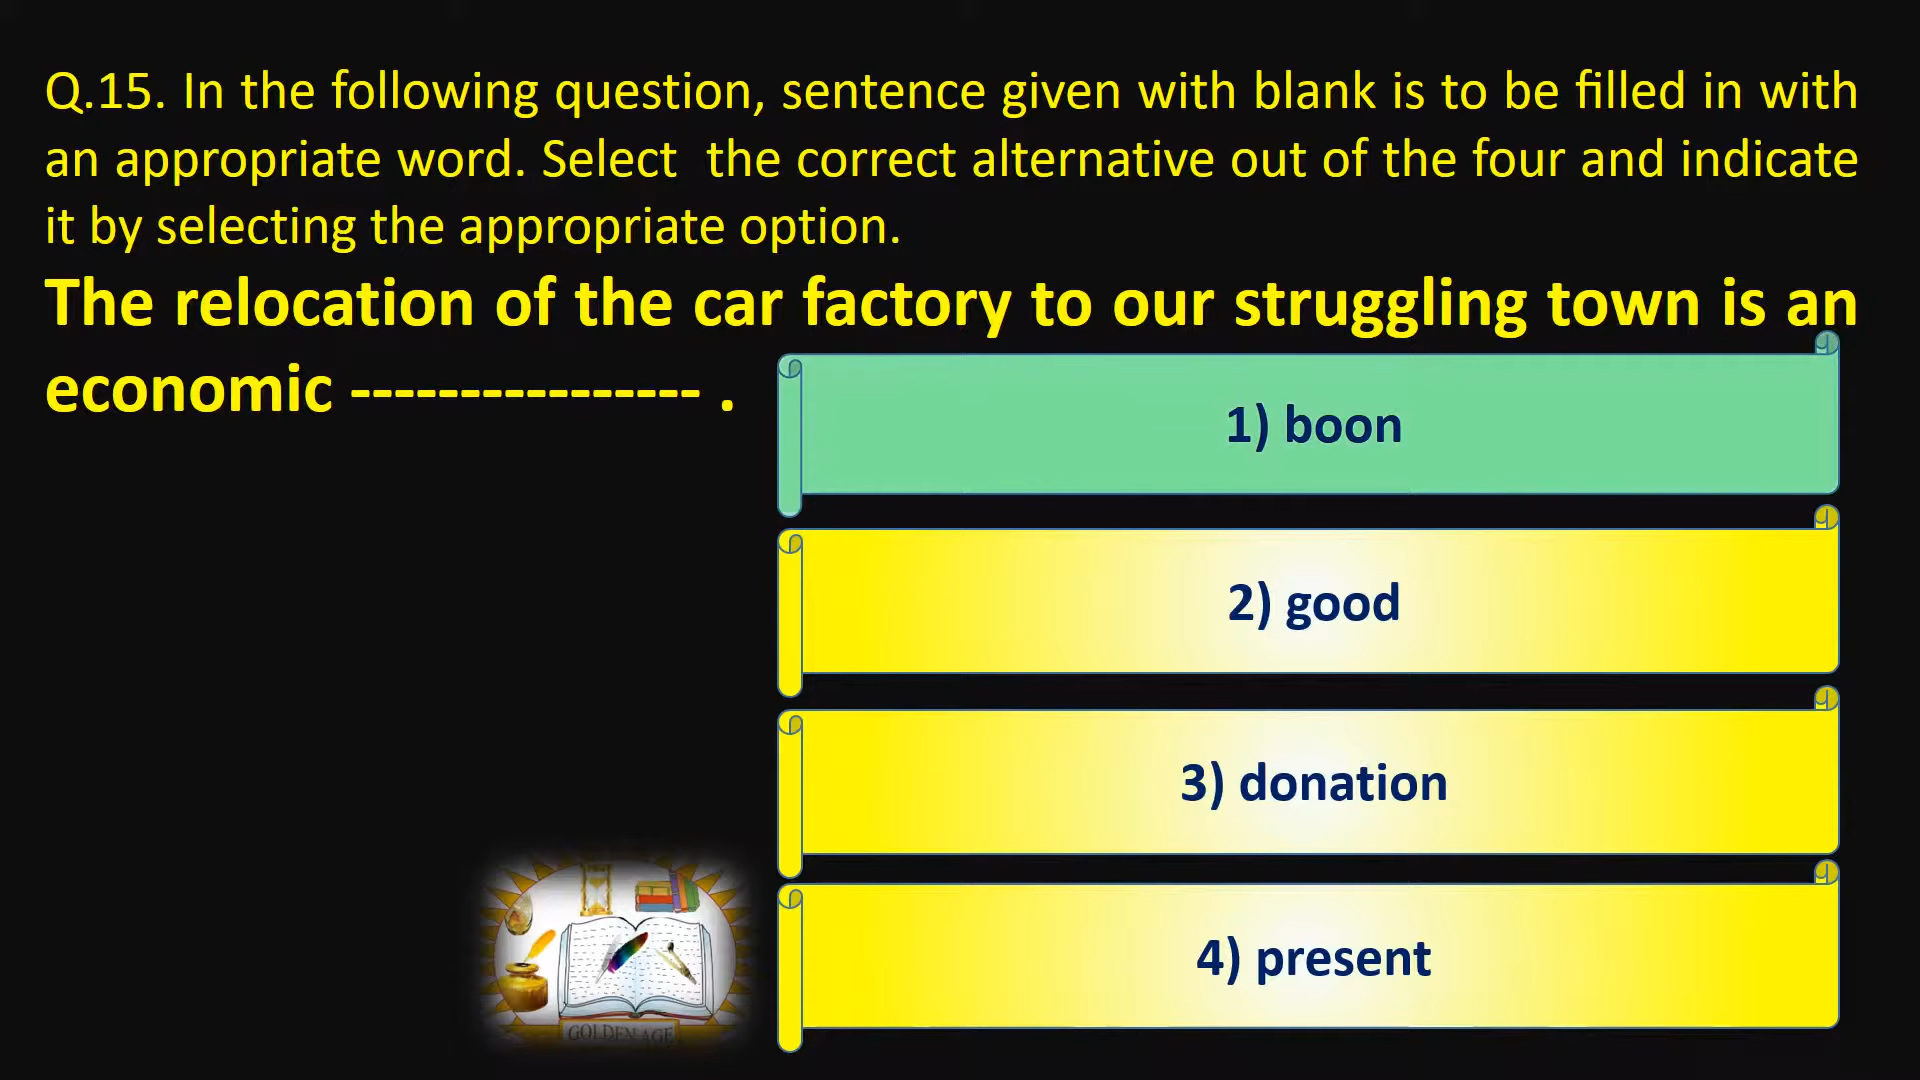 Q.15. In the following question, sentence given with blank is to be filled in with
an appropriate word. Select  the correct alternative out of the four and indicate
it by selecting the appropriate option.
The relocation of the car factory to our struggling town is an
economic ---------------- .
1) boon
2) good
3) donation
4) present
GOLDEN AGE